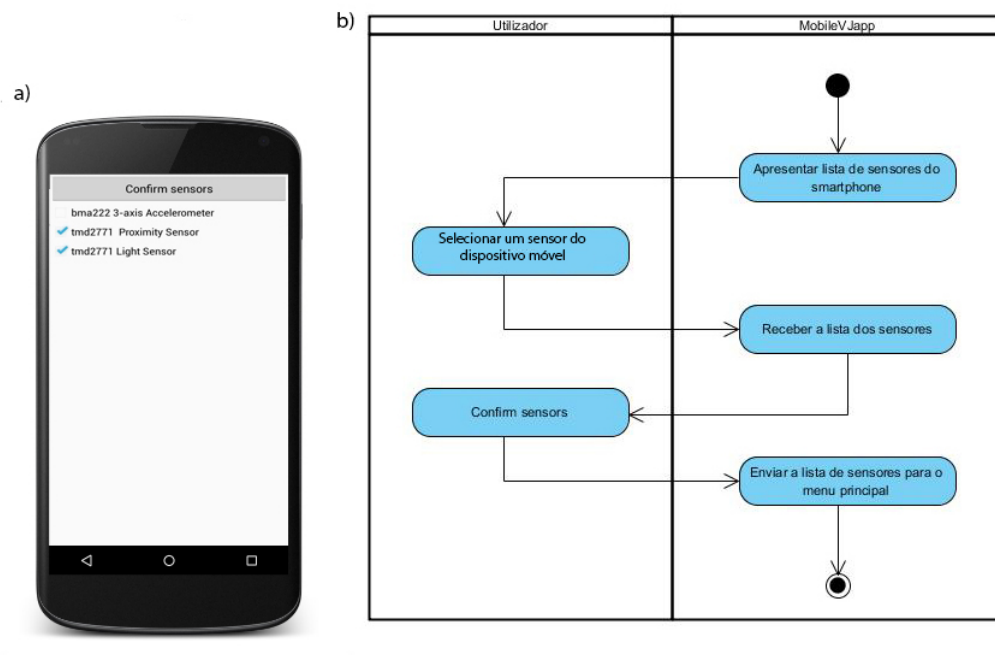 a)
Confirm sensors
bma222 3-axis Accelerometer
tmd2771 Proximity Sensor
tmd2771 Light Sensor
b)
Utilizador
MobileVJapp
Apresentar lista de sensores do
smartphone
Selecionar um sensor do
dispositivo móvel
Receber a lista dos sensores
Confirm sensors
Enviar a lista de sensores para o
menu principal